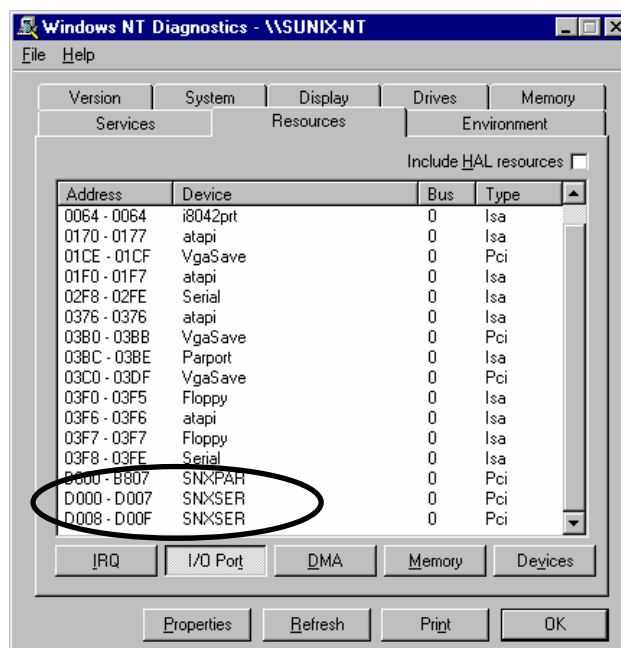 Windows NT Diagnostics - \\SUNIX-NT
File Help
Version System Display Drives Memory
Services Resources Environment
Include HAL resources
Address Device Bus Type
0064 - 0064 i8042prt 0 Isa
0170 - 0177 atapi 0 Isa
01CE - 01CF VgaSave 0 Pci
01F0 - 01F7 atapi 0 Isa
02F8 - 02FE Serial 0 Isa
0376 - 0376 atapi 0 Isa
03B0 - 03BB VgaSave 0 Pci
03BC - 03BE Parport 0 Isa
03C0 - 03DF VgaSave 0 Pci
03F0 - 03F5 Floppy 0 Isa
03F6 - 03F6 atapi 0 Isa
03F7 - 03F7 Floppy 0 Isa
03F8 - 03FE Serial 0 Isa
- B807 SNXPAR 0 Pci
D000 - D007 SNXSER 0 Pci
D008 - D00F SNXSER 0 Pci
IRQ I/O Port DMA Memory Devices
Properties Refresh Print OK